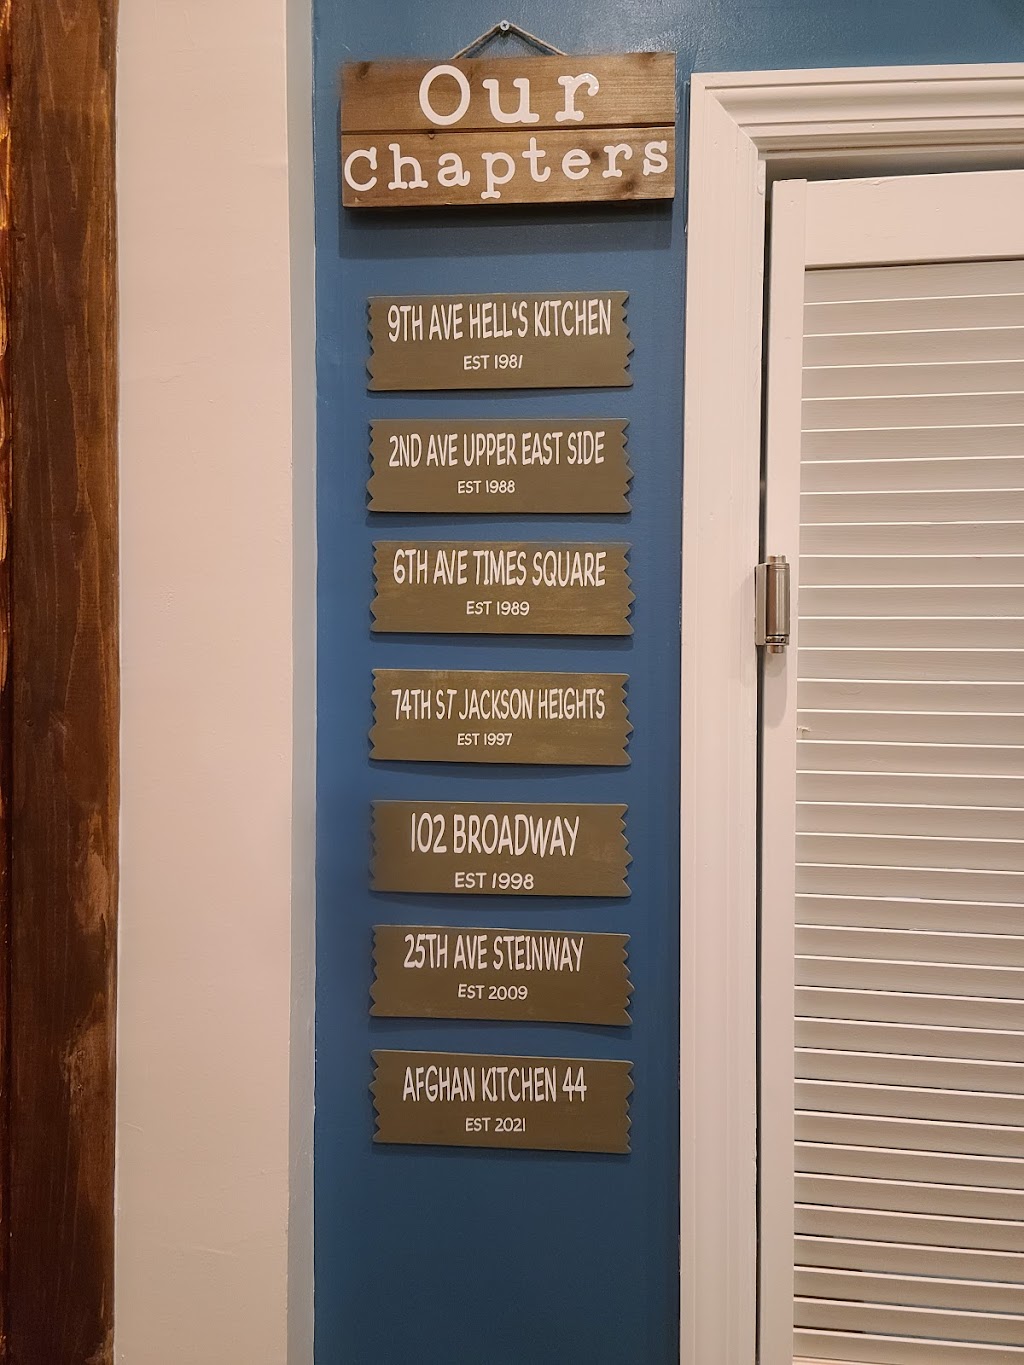 Our
Chapters
9TH AVE HELL'S KITCHEN
EST 1981
2ND AVE UPPER EAST SIDE
EST 1988
6TH AVE TIMES SQUARE
EST 1989
74TH ST JACKSON HEIGHTS
EST 1997
102 BROADWAY
EST 1998
25TH AVE STEINWAY
EST 2009
AFGHAN KITCHEN 44
EST 2021